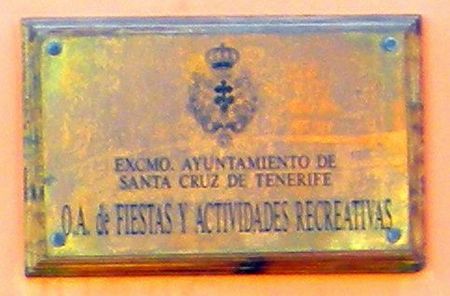 EXCMO. AYUNTAMIENTO DE
SANTA CRUZ DE TENERIFE
O.A. de FIESTAS Y ACTIVIDADES RECREATIVAS